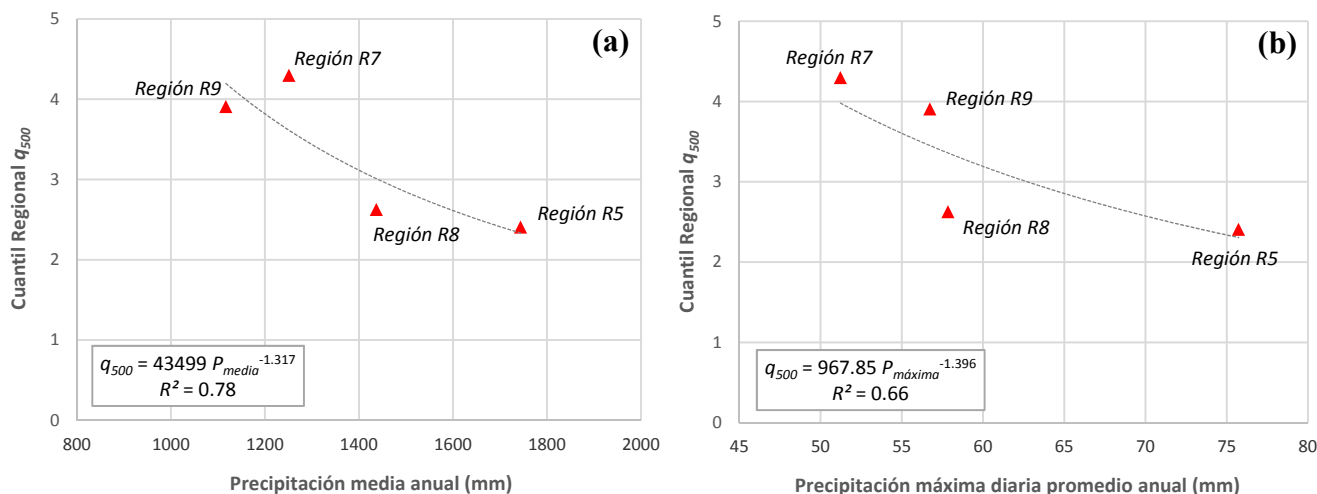 (a)
Cuantil Regional q500
5
4
3
2
1
0
Región R7
Región R9
Región R8
Región R5
q500 = 43499 Pmedia^-1.317
R² = 0.78
800 1000 1200 1400 1600 1800 2000
Precipitación media anual (mm)
(b)
Cuantil Regional q500
5
4
3
2
1
0
Región R7
Región R9
Región R8
Región R5
q500 = 967.85 Pmáxima^-1.396
R² = 0.66
45 50 55 60 65 70 75 80
Precipitación máxima diaria promedio anual (mm)